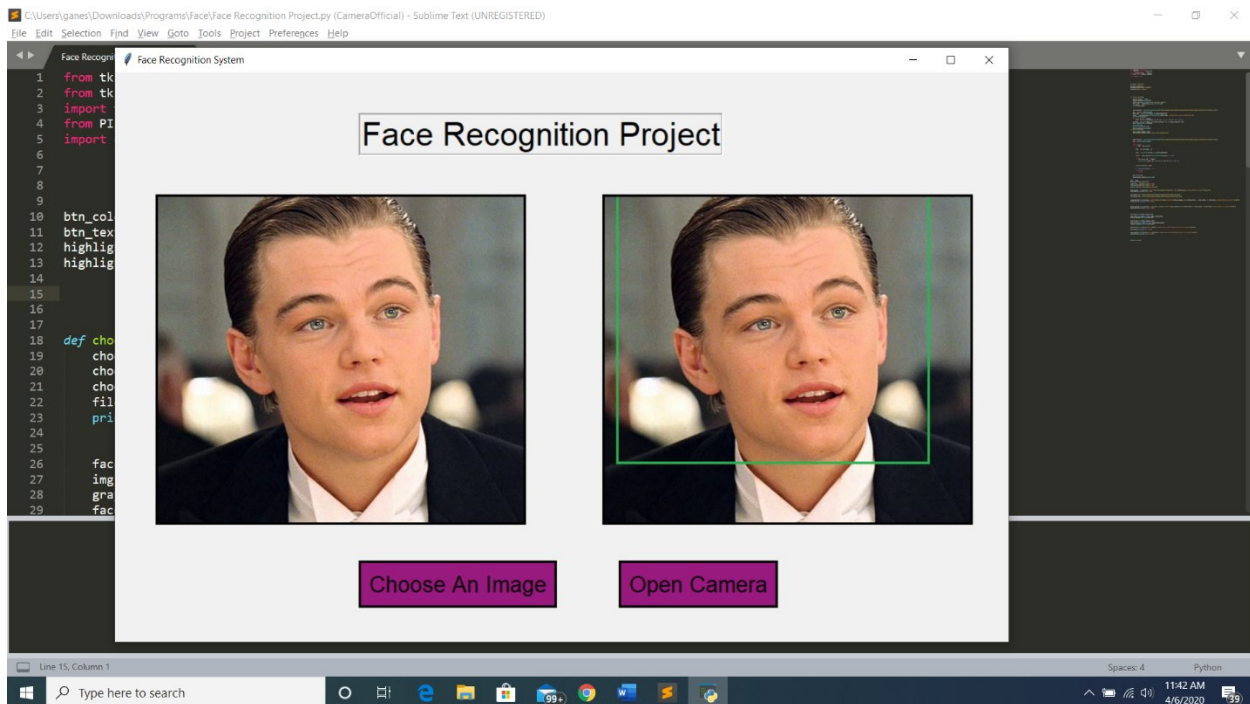 C:\Users\ganes\Downloads\Programs\Face\Face Recognition Project.py (CameraOfficial) - Sublime Text (UNREGISTERED)
File Edit Selection Find View Goto Tools Project Preferences Help
Face Recogni
Face Recognition System
1 from tk
2 from tk
3 import
4 from PI
5 import
6
7
8
9
10 btn_col
11 btn_tex
12 highlig
13 highlig
14
15
16
17
18 def cho
19 cho
20 cho
21 cho
22 fil
23 pri
24
25
26 fac
27 img
28 gra
29 fac
Face Recognition Project
Choose An Image
Open Camera
Line 15, Column 1
Spaces: 4
Python
Type here to search
99+
11:42 AM
4/6/2020
39